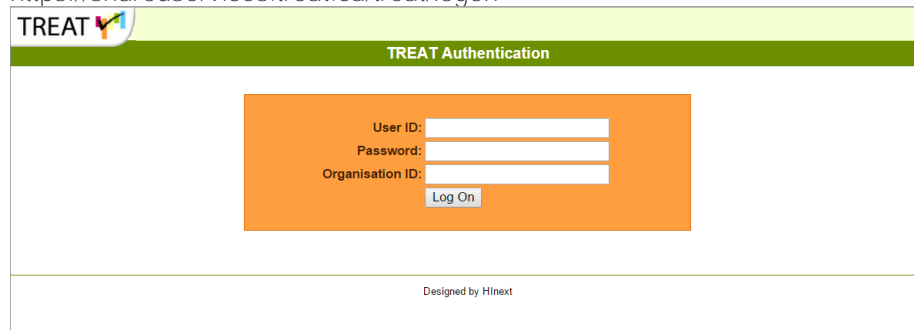 TREAT
TREAT Authentication
User ID:
Password:
Organisation ID:
Log On
Designed by HInext